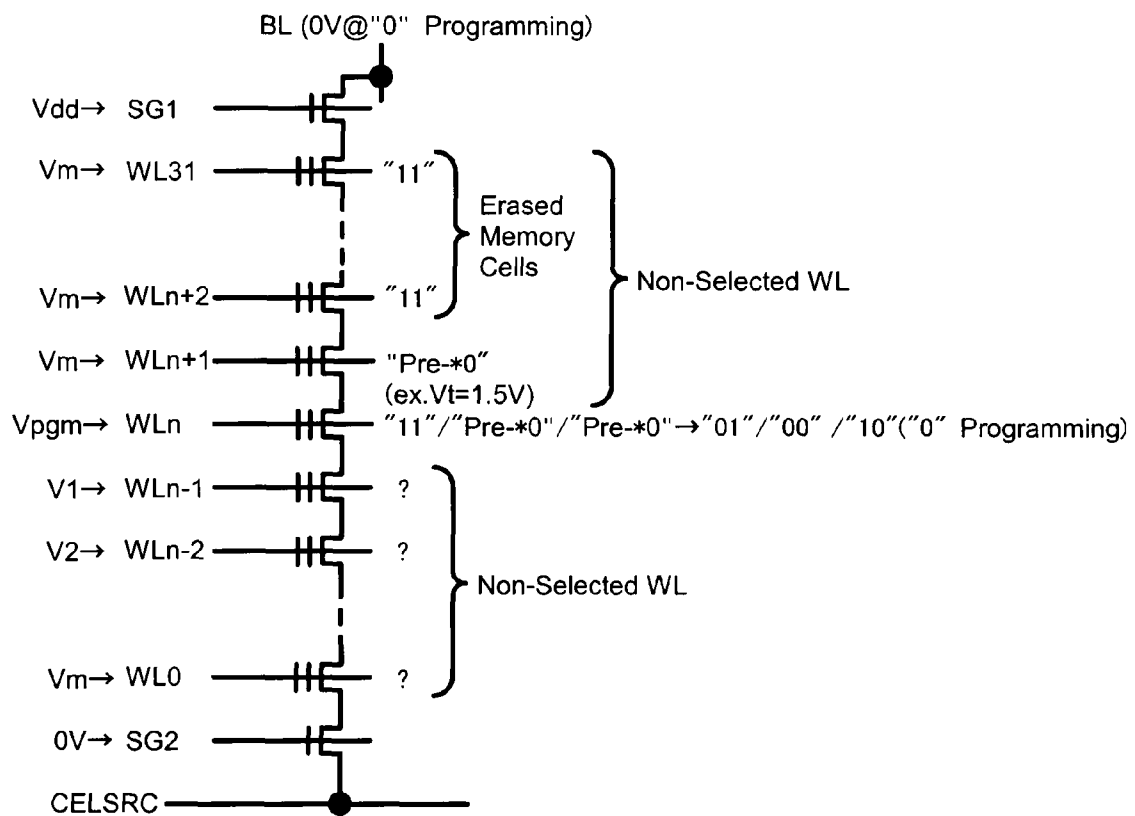 BL (0V@"0" Programming)
Vdd→ SG1
Vm→ WL31 "11"
Erased
Memory
Cells
Non-Selected WL
Vm→ WLn+2 "11"
Vm→ WLn+1 "Pre-*0"
(ex.Vt=1.5V)
Vpgm→ WLn "11"/"Pre-*0"/"Pre-*0"→"01"/"00" /"10"("0" Programming)
V1→ WLn-1 ?
V2→ WLn-2 ?
Non-Selected WL
Vm→ WL0 ?
0V→ SG2
CELSRC